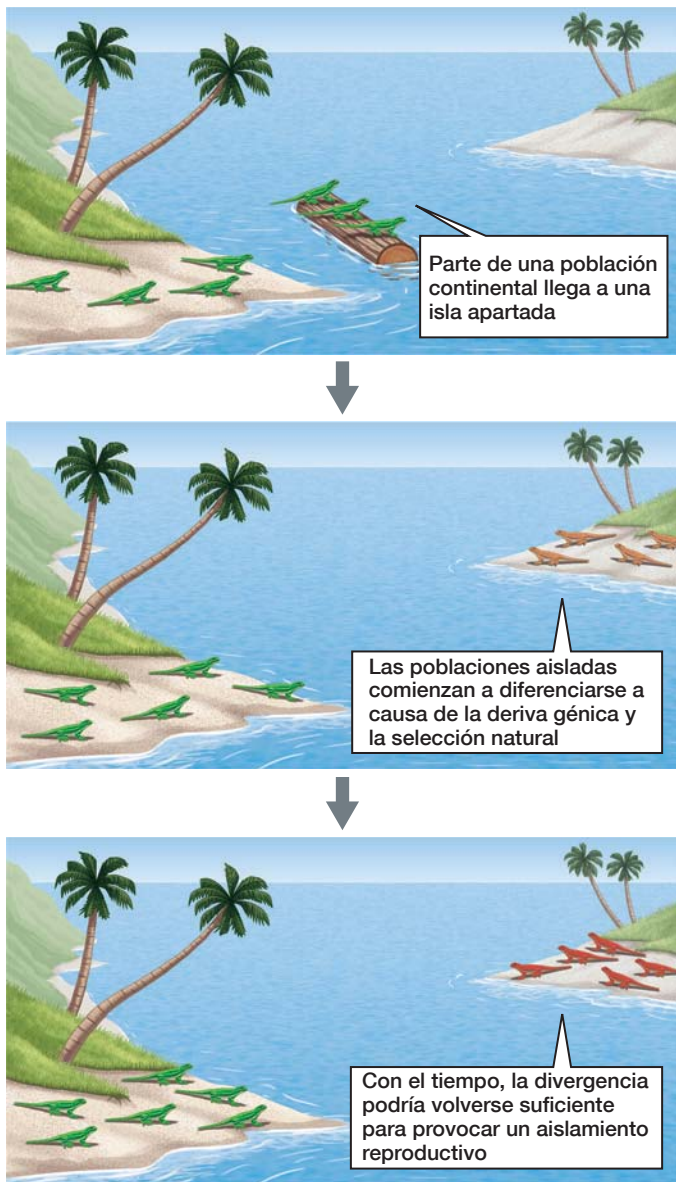 Parte de una población
continental llega a una
isla apartada
Las poblaciones aisladas
comienzan a diferenciarse a
causa de la deriva génica y
la selección natural
Con el tiempo, la divergencia
podría volverse suficiente
para provocar un aislamiento
reproductivo